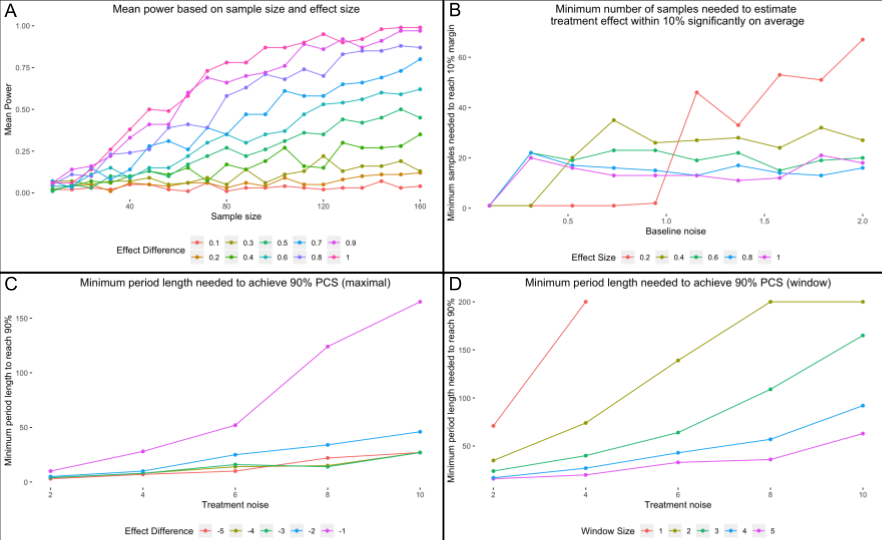 A
Mean power based on sample size and effect size
Mean Power
1.00
0.75
0.50
0.25
0.00
40
80
120
160
Sample size
Effect Difference
0.1 0.3 0.5 0.7 0.9
0.2 0.4 0.6 0.8 1
B
Minimum number of samples needed to estimate
treatment effect within 10% significantly on average
Minimum samples needed to reach 10% margin
60
40
20
0
0.5
1.0
1.5
2.0
Baseline noise
Effect Size 0.2 0.4 0.6 0.8 1
C
Minimum period length needed to achieve 90% PCS (maximal)
Minimum period length to reach 90%
150
100
50
0
2
4
6
8
10
Treatment noise
Effect Difference -5 -4 -3 -2 -1
D
Minimum period length needed to achieve 90% PCS (window)
Minimum period length needed to reach 90%
200
150
100
50
2
4
6
8
10
Treatment noise
Window Size 1 2 3 4 5